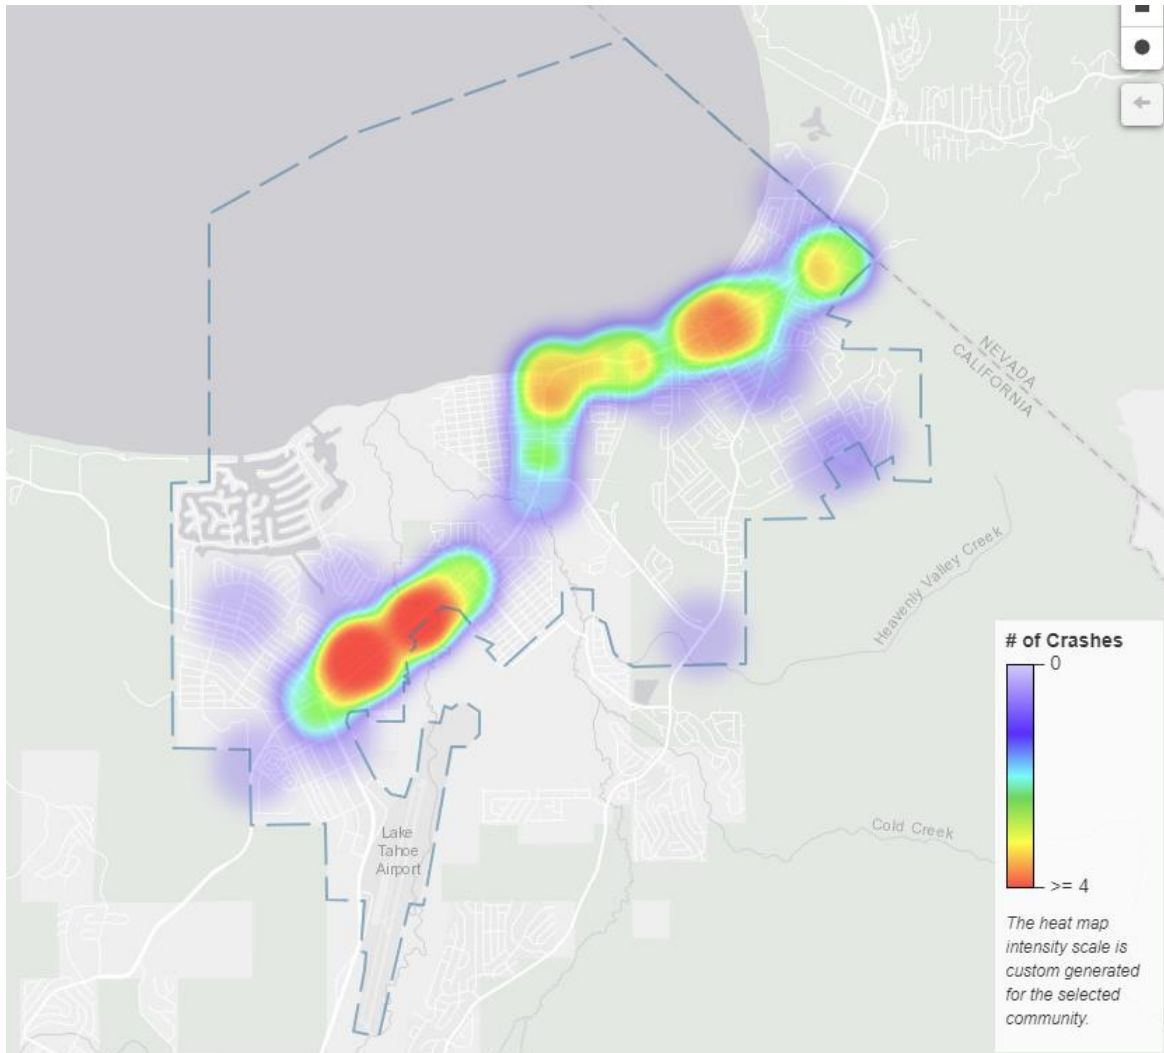 NEVADA
CALIFORNIA
Heavenly Valley Creek
Cold Creek
Lake
Tahoe
Airport
# of Crashes
0
>= 4
The heat map
intensity scale is
custom generated
for the selected
community.